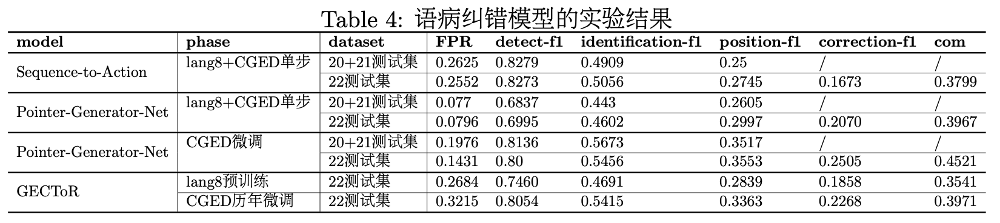 Table 4: 语病纠错模型的实验结果
model phase dataset FPR detect-f1 identification-f1 position-f1 correction-f1 com
Sequence-to-Action lang8+CGED单步 20+21测试集 0.2625 0.8279 0.4909 0.25 / /
22测试集 0.2552 0.8273 0.5056 0.2745 0.1673 0.3799
Pointer-Generator-Net lang8+CGED单步 20+21测试集 0.077 0.6837 0.443 0.2605 / /
22测试集 0.0796 0.6995 0.4602 0.2997 0.2070 0.3967
Pointer-Generator-Net CGED微调 20+21测试集 0.1976 0.8136 0.5673 0.3517 / /
22测试集 0.1431 0.80 0.5456 0.3553 0.2505 0.4521
GECToR lang8预训练 22测试集 0.2684 0.7460 0.4691 0.2839 0.1858 0.3541
CGED历年微调 22测试集 0.3215 0.8054 0.5415 0.3363 0.2268 0.3971